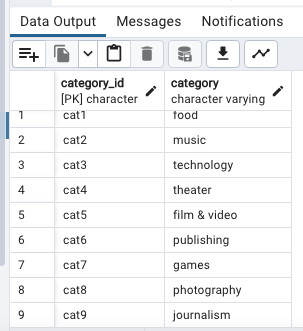 Data Output Messages Notifications
category_id category
[PK] character character varying
1 cat1 food
2 cat2 music
3 cat3 technology
4 cat4 theater
5 cat5 film & video
6 cat6 publishing
7 cat7 games
8 cat8 photography
9 cat9 journalism